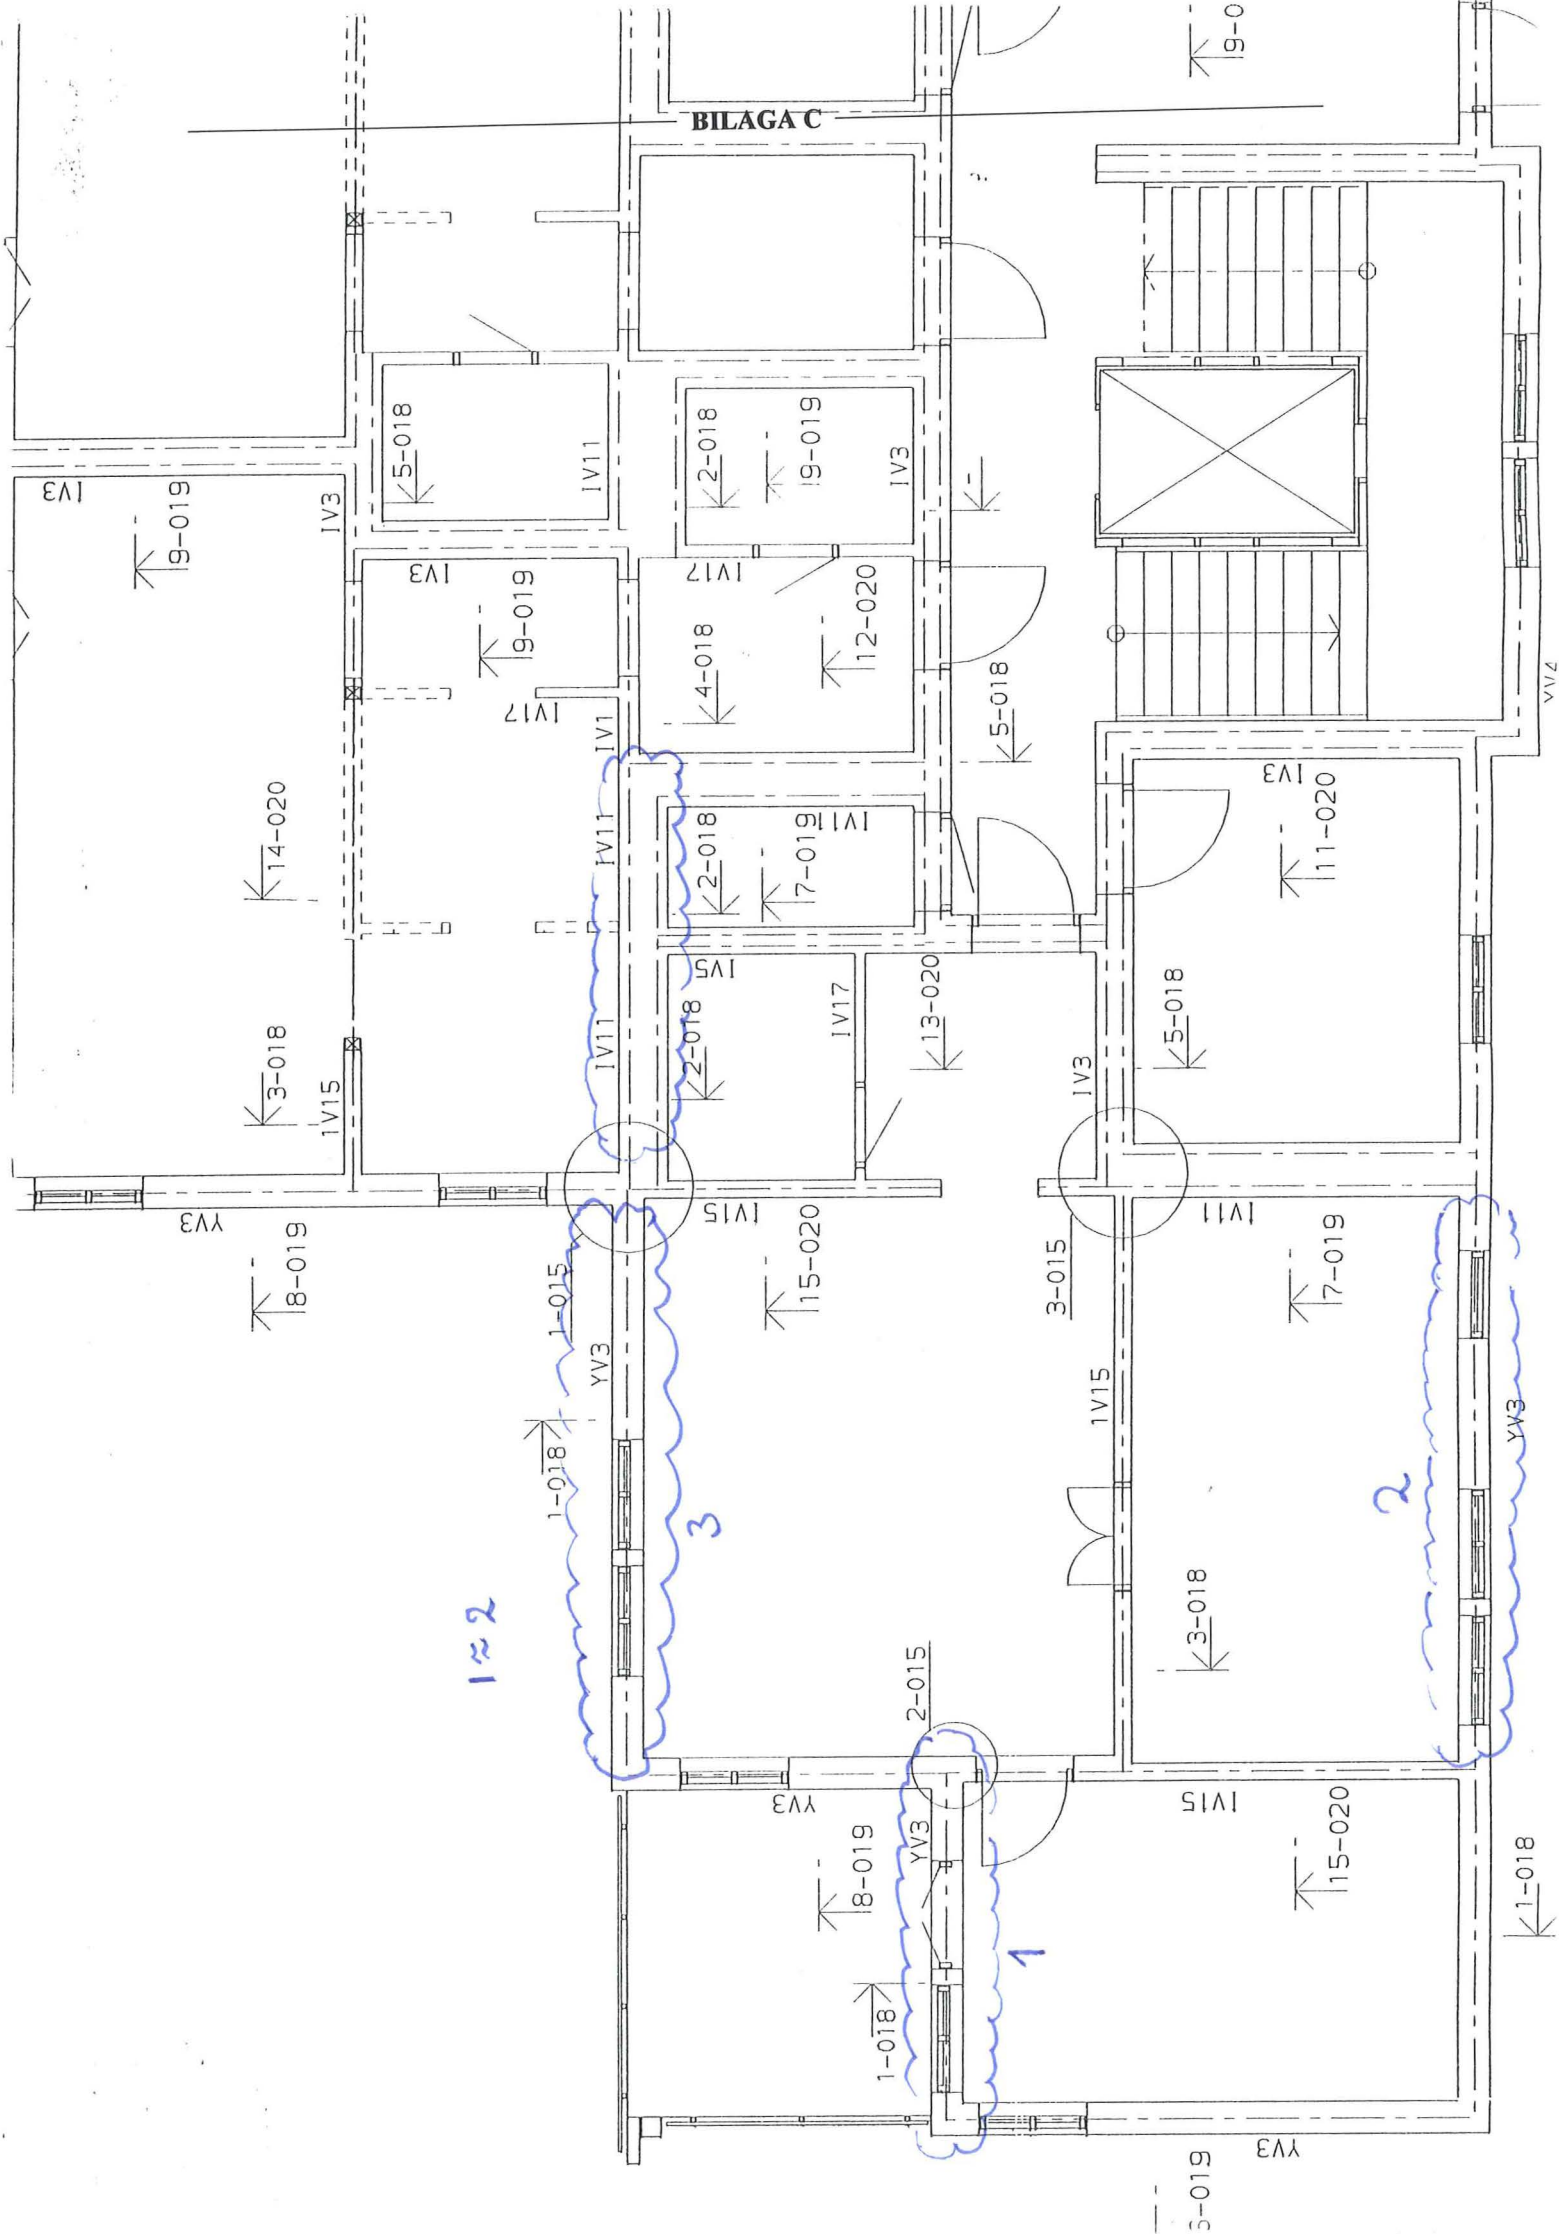 BILAGA C
9-0
IV3
9-019
IV3
5-018
IV11
2-018
9-019
IV3
-
IV3
9-019
IV17
IV17
4-018
12-020
5-018
IV1
14-020
IV11
2-018
7-019
IV11
IV3
11-020
3-018
1V15
IV11
IV5
2-018
IV17
13-020
IV3
5-018
YV3
8-019
1-015
IV15
15-020
3-015
IV11
7-019
YV3
1-018
1V15
YV3
3
2
1≈2
3-018
2-015
YV3
8-019
YV3
IV15
15-020
1-018
1-018
1
YV3